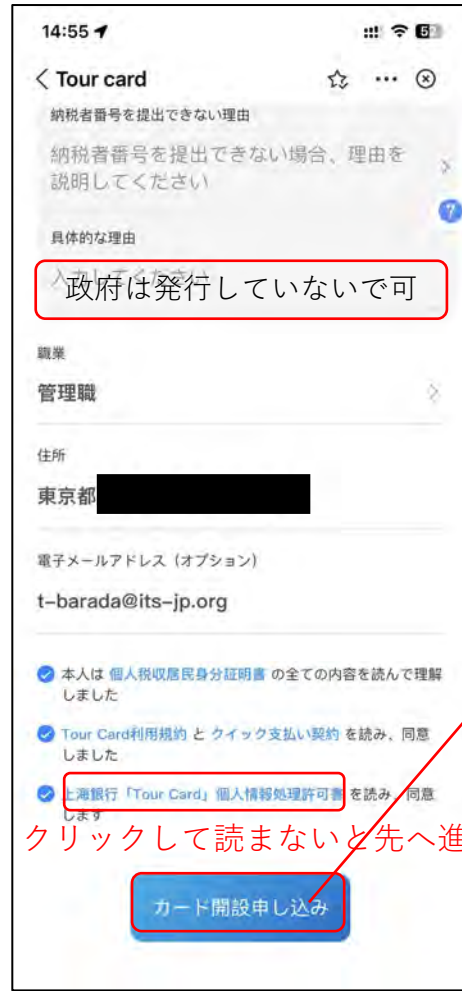 14:55
Tour card
納税者番号を提出できない理由
納税者番号を提出できない場合、理由を
説明してください
?
具体的な理由
入力してください
政府は発行していないで可
職業
管理職
住所
東京都
電子メールアドレス（オプション）
t-barada@its-jp.org
本人は 個人税収居民身分証明書 の全ての内容を読んで理解
しました
Tour Card利用規約 と クイック支払い契約 を読み、同意
しました
上海銀行「Tour Card」個人情報処理許可書 を読み、同意
します
クリックして読まないと先へ進
カード開設申し込み